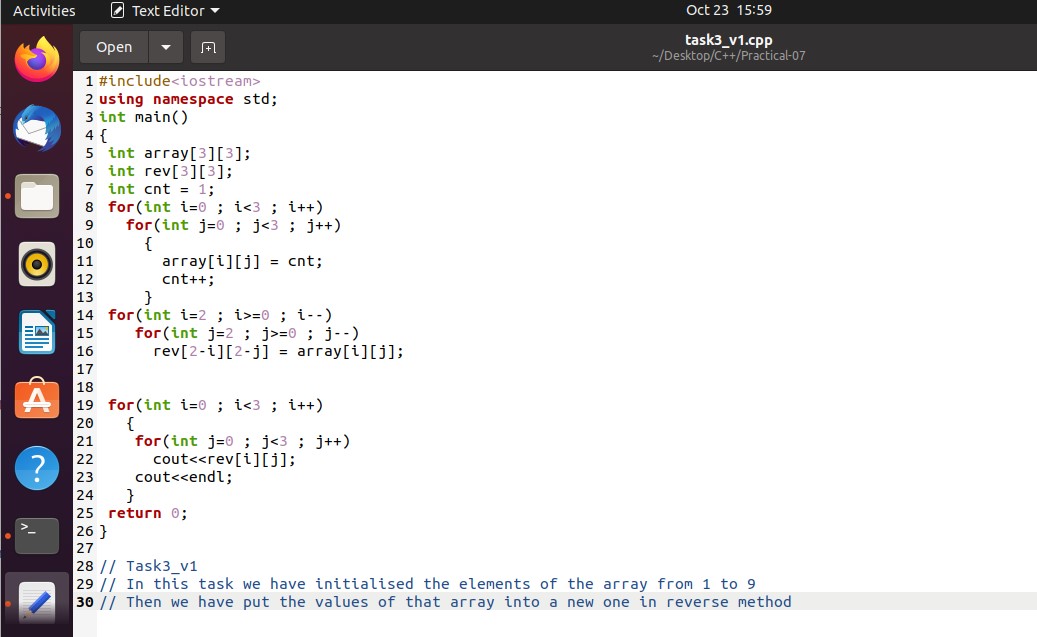 Activities Text Editor Oct 23 15:59
Open task3_v1.cpp
~/Desktop/C++/Practical-07
1 #include<iostream>
2 using namespace std;
3 int main()
4 {
5  int array[3][3];
6  int rev[3][3];
7  int cnt = 1;
8  for(int i=0 ; i<3 ; i++)
9    for(int j=0 ; j<3 ; j++)
10      {
11        array[i][j] = cnt;
12        cnt++;
13      }
14  for(int i=2 ; i>=0 ; i--)
15     for(int j=2 ; j>=0 ; j--)
16       rev[2-i][2-j] = array[i][j];
17
18
19  for(int i=0 ; i<3 ; i++)
20    {
21     for(int j=0 ; j<3 ; j++)
22       cout<<rev[i][j];
23     cout<<endl;
24    }
25  return 0;
26 }
27
28 // Task3_v1
29 // In this task we have initialised the elements of the array from 1 to 9
30 // Then we have put the values of that array into a new one in reverse method